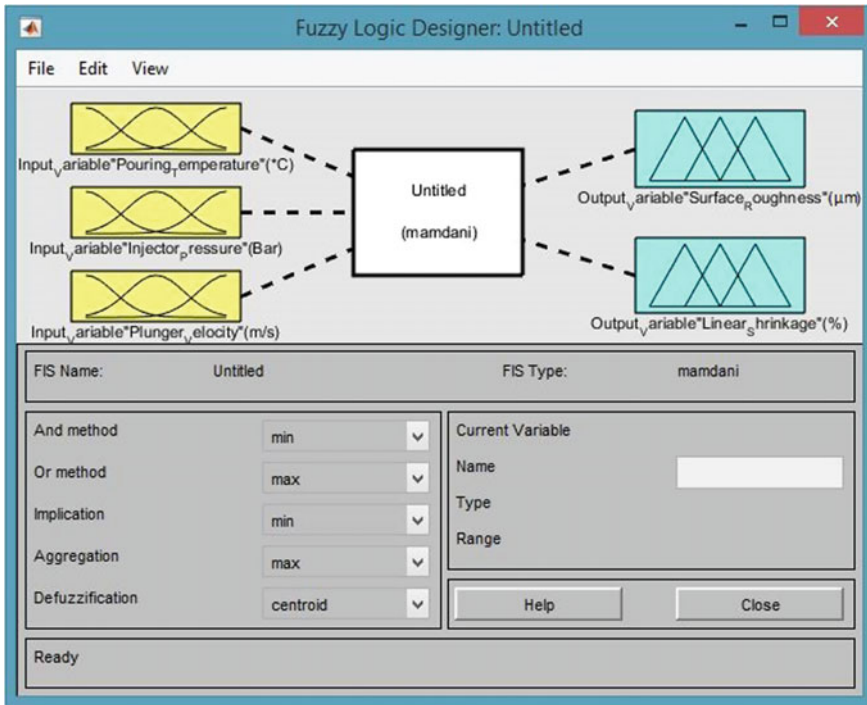 Fuzzy Logic Designer: Untitled
File Edit View
Input_Variable"Pouring_Temperature"(*C)
Input_Variable"Injector_Pressure"(Bar)
Input_Variable"Plunger_Velocity"(m/s)
Untitled
(mamdani)
Output_Variable"Surface_Roughness"(µm)
Output_Variable"Linear_Shrinkage"(%)
FIS Name: Untitled FIS Type: mamdani
And method min
Or method max
Implication min
Aggregation max
Defuzzification centroid
Current Variable
Name
Type
Range
Help Close
Ready